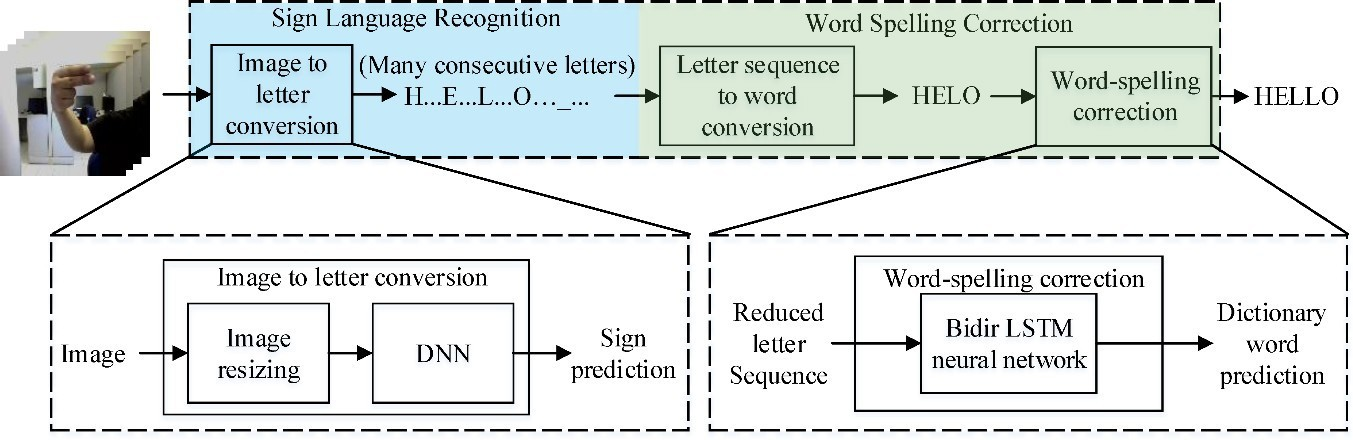 Sign Language Recognition
Word Spelling Correction
Image to
letter
conversion
(Many consecutive letters)
H...E...L...O..._...
Letter sequence
to word
conversion
HELO
Word-spelling
correction
HELLO
Image to letter conversion
Image
Image
resizing
DNN
Sign
prediction
Word-spelling correction
Reduced
letter
Sequence
Bidir LSTM
neural network
Dictionary
word
prediction